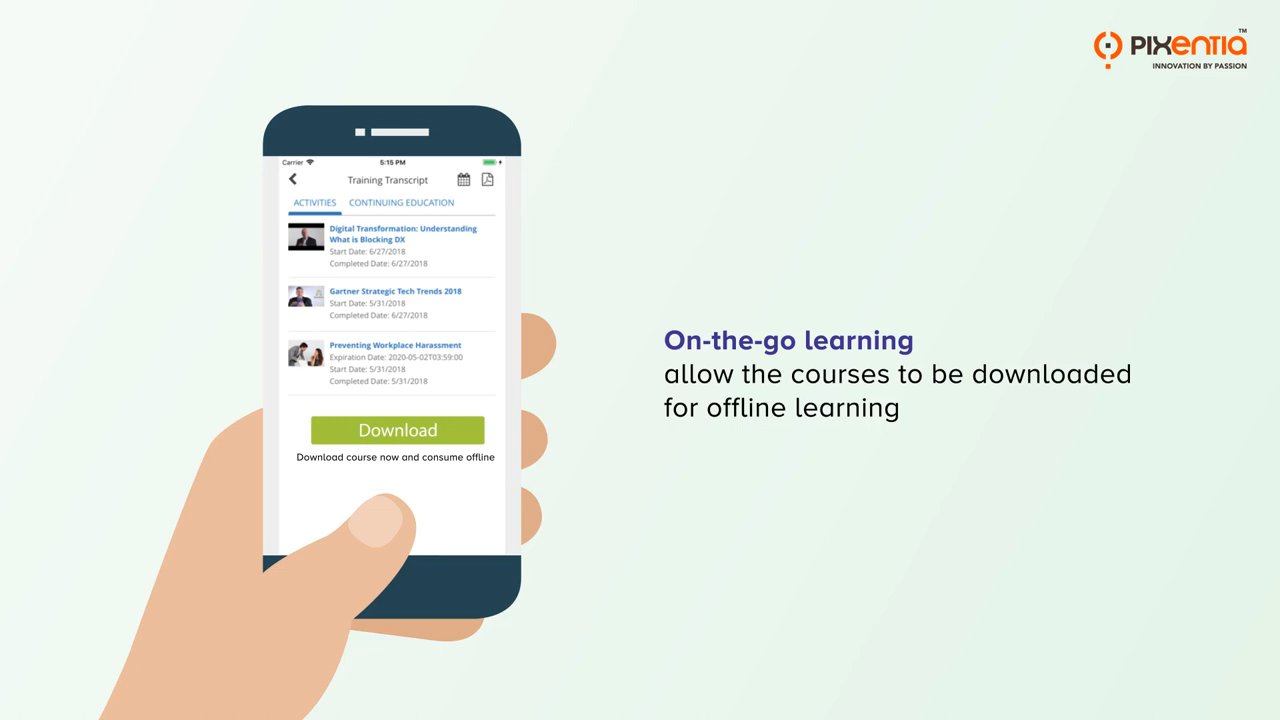 PIXENTIA™
INNOVATION BY PASSION
Carrier
5:15 PM
Training Transcript
ACTIVITIES CONTINUING EDUCATION
Digital Transformation: Understanding
What is Blocking DX
Start Date: 6/27/2018
Completed Date: 6/27/2018
Gartner Strategic Tech Trends 2018
Start Date: 5/31/2018
Completed Date: 6/27/2018
Preventing Workplace Harassment
Expiration Date: 2020-05-02T03:59:00
Start Date: 5/31/2018
Completed Date: 5/31/2018
Download
Download course now and consume offline
On-the-go learning
allow the courses to be downloaded
for offline learning